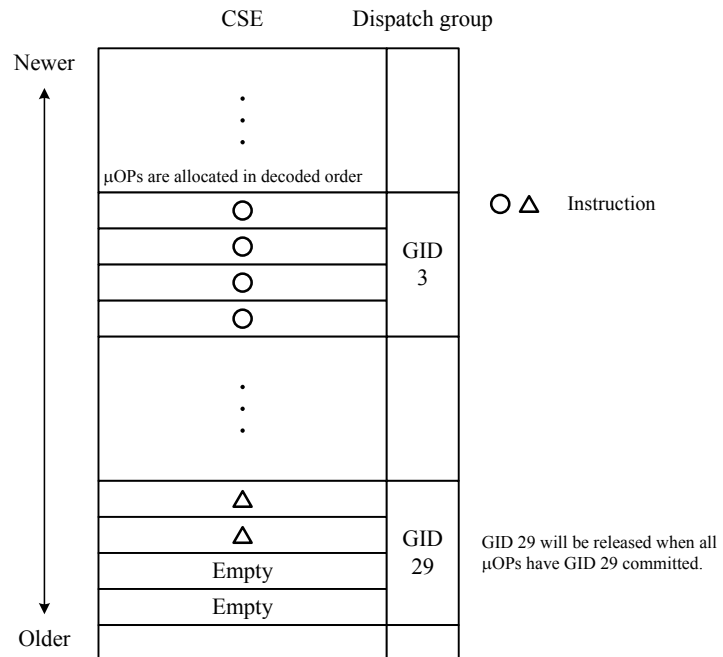 CSE Dispatch group
Newer
μOPs are allocated in decoded order
Instruction
GID
3
GID
29
Empty
Empty
GID 29 will be released when all
μOPs have GID 29 committed.
Older